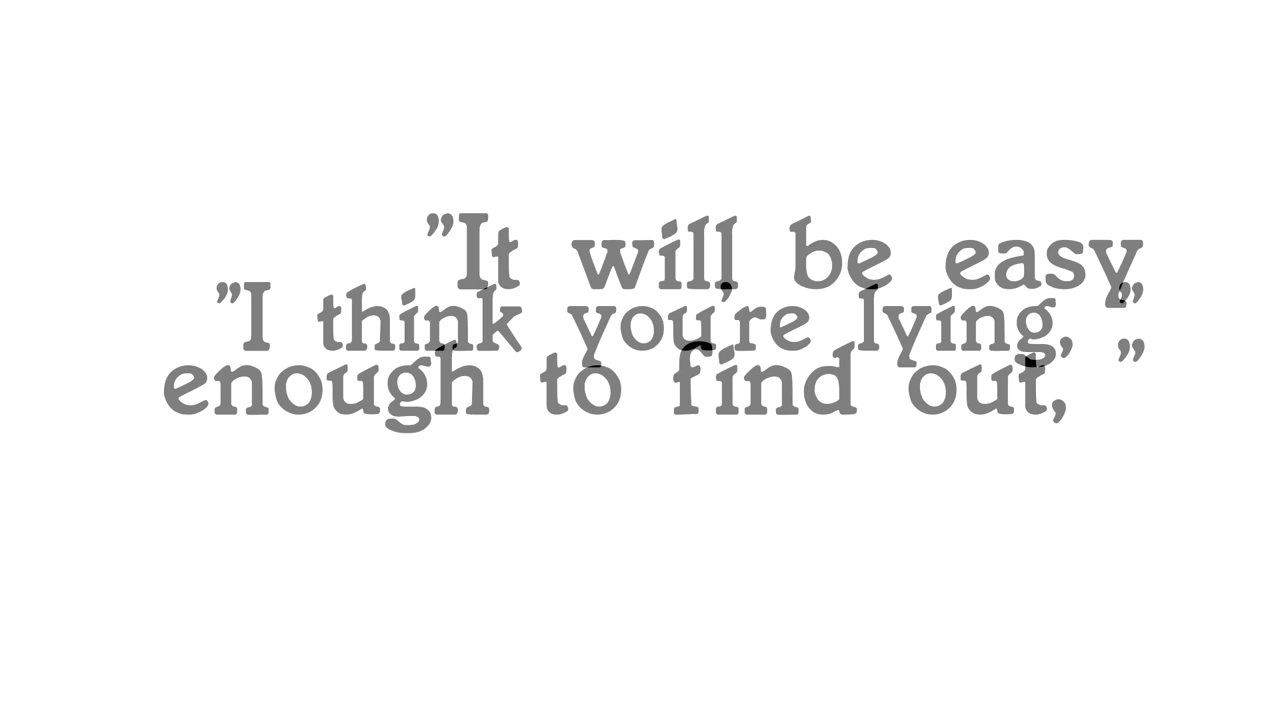 "It will be easy
"I think you're lying, "
enough to find out, "